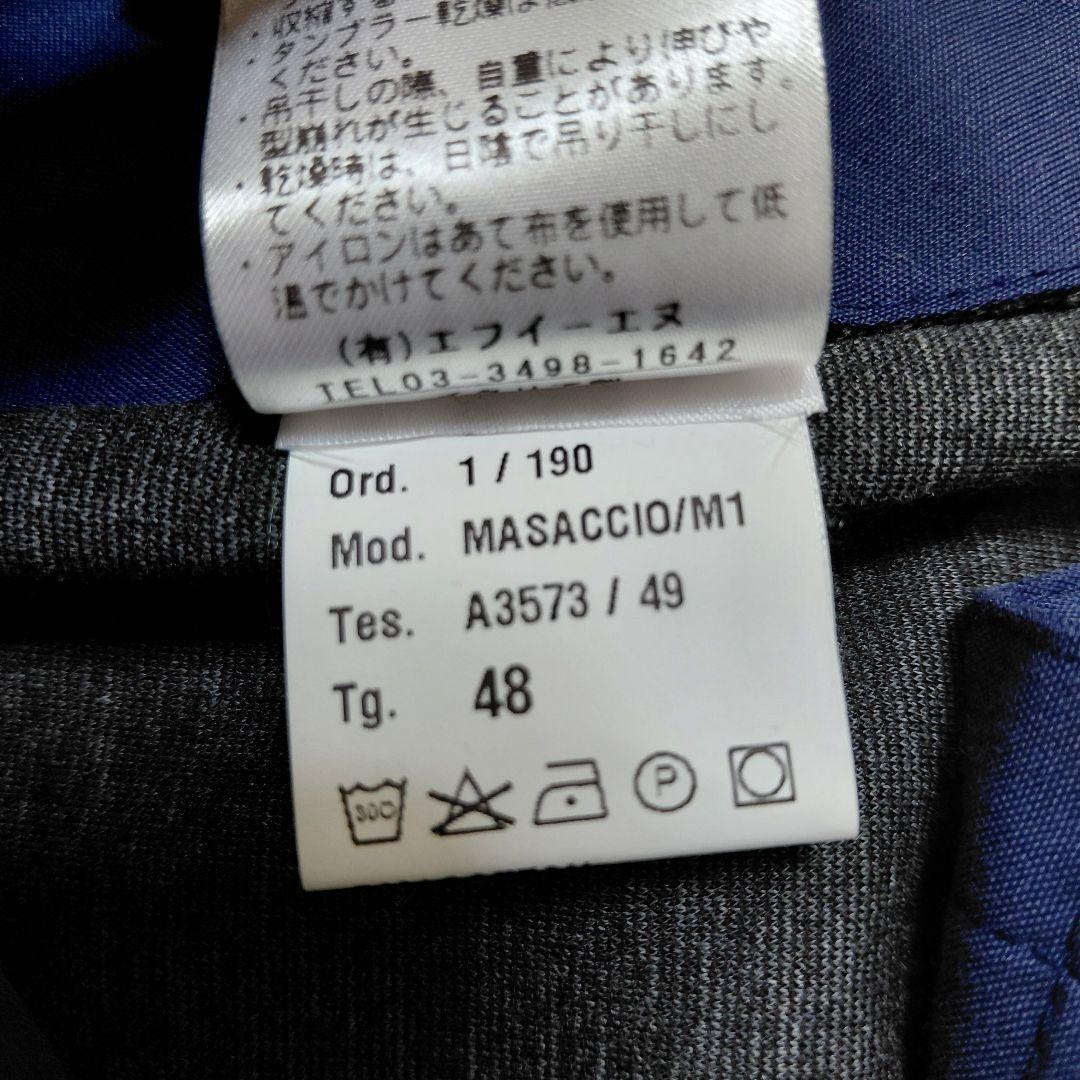 ・収縮する
タンブラー乾燥は
ください。
・吊干しの際、自重により伸びや
型崩れが生じることがあります。
・乾燥時は、日陰で吊り干しにし
てください。
・アイロンはあて布を使用して低
温でかけてください。
(有)エフイーエヌ
TEL03-3498-1642
Ord. 1 / 190
Mod. MASACCIO/M1
Tes. A3573 / 49
Tg. 48
30C
P